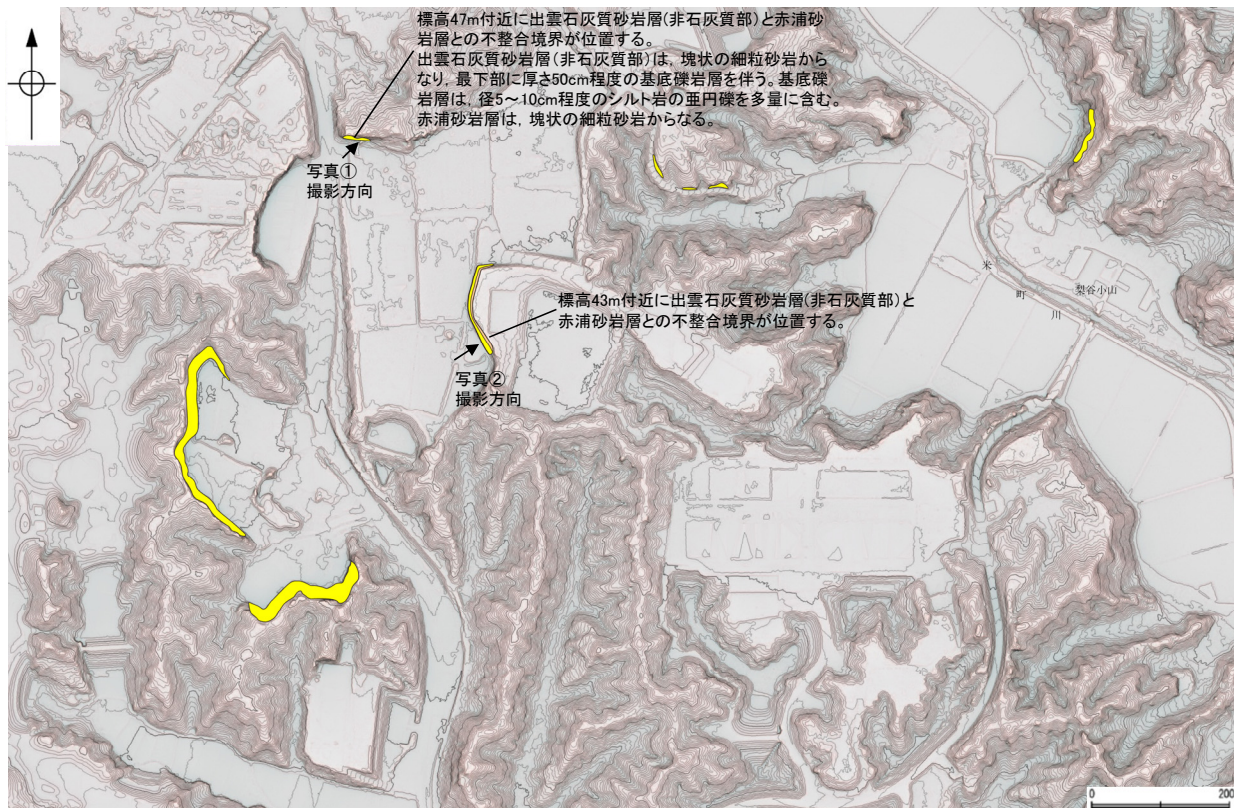 標高47m付近に出雲石灰質砂岩層(非石灰質部)と赤浦砂
岩層との不整合境界が位置する。
出雲石灰質砂岩層(非石灰質部)は，塊状の細粒砂岩から
なり，最下部に厚さ50cm程度の基底礫岩層を伴う。基底礫
岩層は，径5～10cm程度のシルト岩の亜円礫を多量に含む。
赤浦砂岩層は，塊状の細粒砂岩からなる。
写真①
撮影方向
標高43m付近に出雲石灰質砂岩層(非石灰質部)と
赤浦砂岩層との不整合境界が位置する。
写真②
撮影方向
米
町
川
梨谷小山
0 200